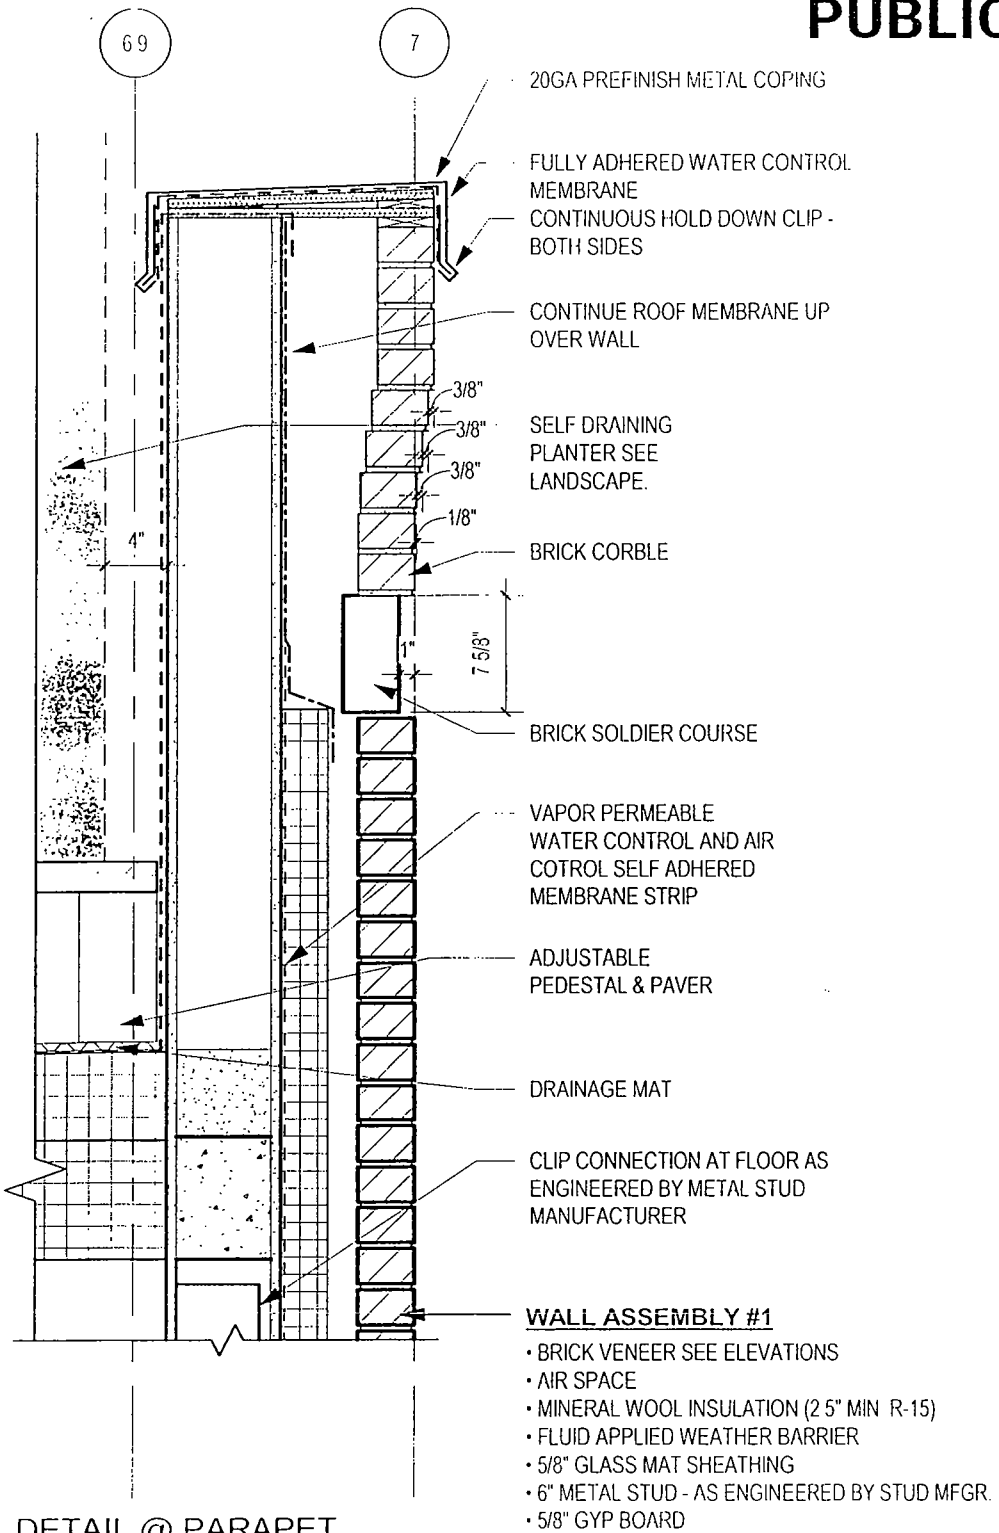 PUBLIC
6 9
7
20GA PREFINISH METAL COPING
FULLY ADHERED WATER CONTROL
MEMBRANE
CONTINUOUS HOLD DOWN CLIP -
BOTH SIDES
CONTINUE ROOF MEMBRANE UP
OVER WALL
3/8"
3/8"
3/8"
1/8"
SELF DRAINING
PLANTER SEE
LANDSCAPE.
4"
BRICK CORBLE
1"
7 5/8"
BRICK SOLDIER COURSE
VAPOR PERMEABLE
WATER CONTROL AND AIR
COTROL SELF ADHERED
MEMBRANE STRIP
ADJUSTABLE
PEDESTAL & PAVER
DRAINAGE MAT
CLIP CONNECTION AT FLOOR AS
ENGINEERED BY METAL STUD
MANUFACTURER
WALL ASSEMBLY #1
• BRICK VENEER SEE ELEVATIONS
• AIR SPACE
• MINERAL WOOL INSULATION (2 5" MIN R-15)
• FLUID APPLIED WEATHER BARRIER
• 5/8" GLASS MAT SHEATHING
• 6" METAL STUD - AS ENGINEERED BY STUD MFGR.
• 5/8" GYP BOARD
DETAIL @ PARAPET